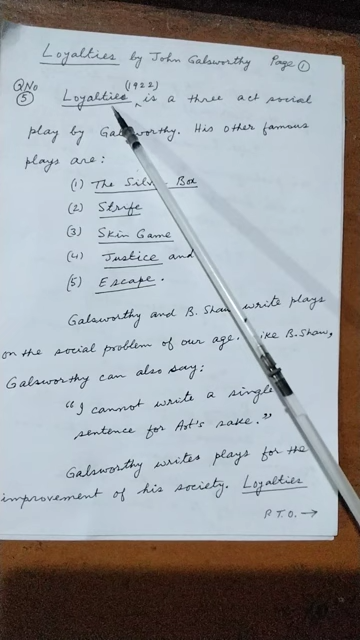 Loyalties by John Galsworthy Page 1
Q No 5 Loyalties (1922) is a three act social
play by Galsworthy. His other famous
plays are:
(1) The Silver Box
(2) Strife
(3) Skin Game
(4) Justice and
(5) Escape.
Galsworthy and B. Shaw write plays
on the social problem of our age. Like B. Shaw,
Galsworthy can also say:
"I cannot write a single
sentence for Art's sake."
Galsworthy writes plays for the
improvement of his society. Loyalties
P.T.O. →